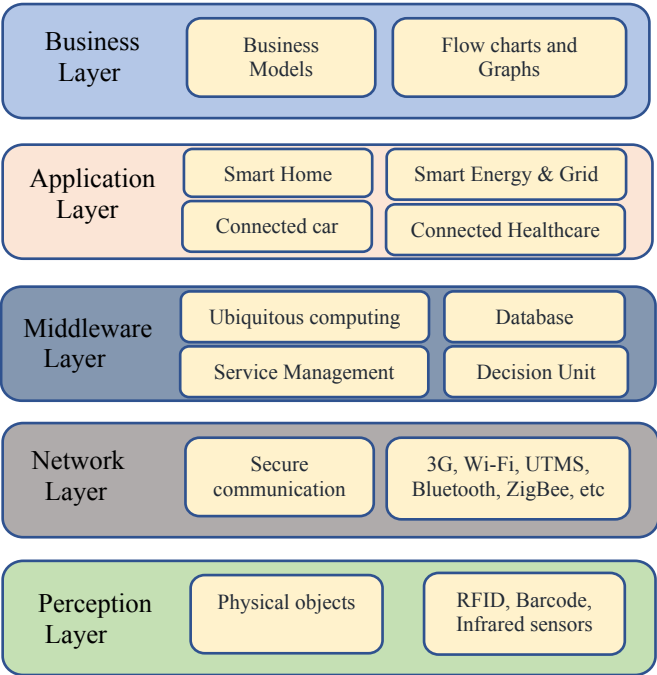 Business
Layer
Business
Models
Flow charts and
Graphs
Application
Layer
Smart Home
Smart Energy & Grid
Connected car
Connected Healthcare
Middleware
Layer
Ubiquitous computing
Database
Service Management
Decision Unit
Network
Layer
Secure
communication
3G, Wi-Fi, UTMS,
Bluetooth, ZigBee, etc
Perception
Layer
Physical objects
RFID, Barcode,
Infrared sensors